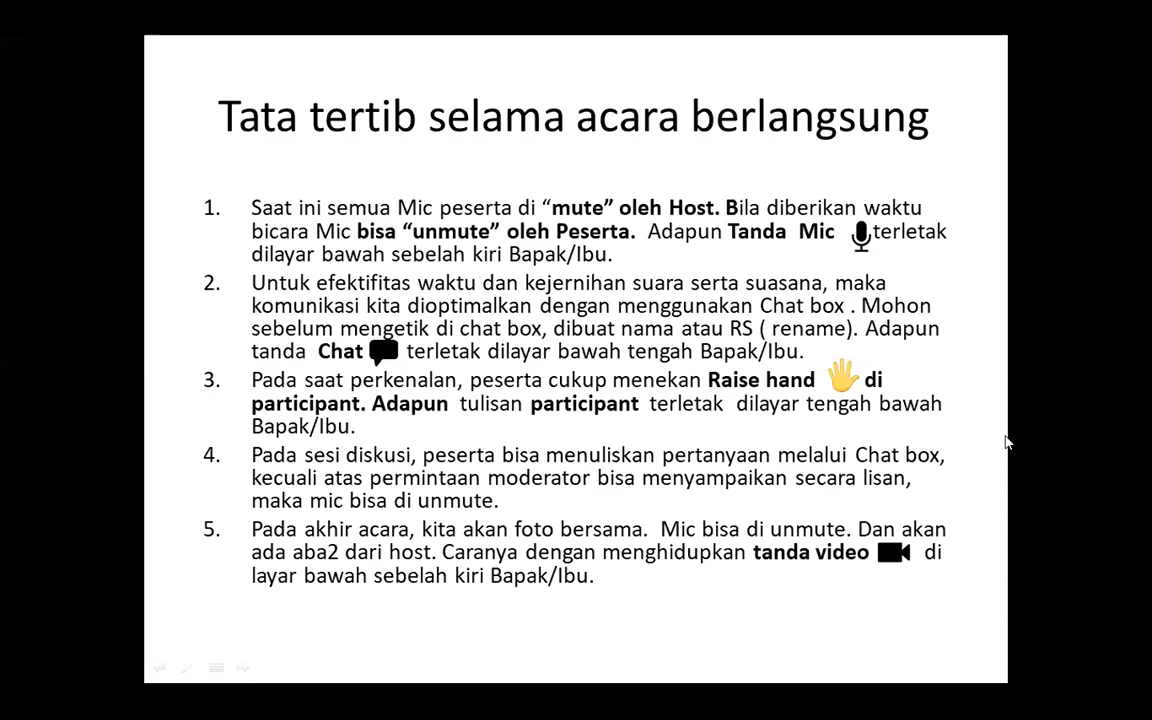 Tata tertib selama acara berlangsung
1. Saat ini semua Mic peserta di “mute” oleh Host. Bila diberikan waktu
bicara Mic bisa “unmute” oleh Peserta. Adapun Tanda Mic terletak
dilayar bawah sebelah kiri Bapak/Ibu.
2. Untuk efektifitas waktu dan kejernihan suara serta suasana, maka
komunikasi kita dioptimalkan dengan menggunakan Chat box . Mohon
sebelum mengetik di chat box, dibuat nama atau RS ( rename). Adapun
tanda Chat terletak dilayar bawah tengah Bapak/Ibu.
3. Pada saat perkenalan, peserta cukup menekan Raise hand di
participant. Adapun tulisan participant terletak dilayar tengah bawah
Bapak/Ibu.
4. Pada sesi diskusi, peserta bisa menuliskan pertanyaan melalui Chat box,
kecuali atas permintaan moderator bisa menyampaikan secara lisan,
maka mic bisa di unmute.
5. Pada akhir acara, kita akan foto bersama. Mic bisa di unmute. Dan akan
ada aba2 dari host. Caranya dengan menghidupkan tanda video di
layar bawah sebelah kiri Bapak/Ibu.